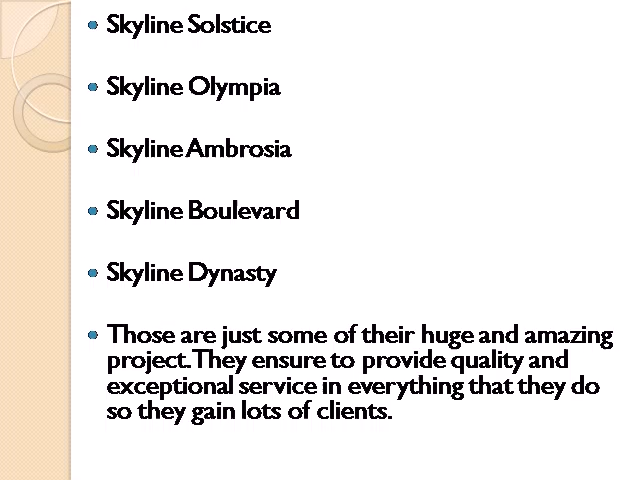 Skyline Solstice
Skyline Olympia
Skyline Ambrosia
Skyline Boulevard
Skyline Dynasty
Those are just some of their huge and amazing
project. They ensure to provide quality and
exceptional service in everything that they do
so they gain lots of clients.